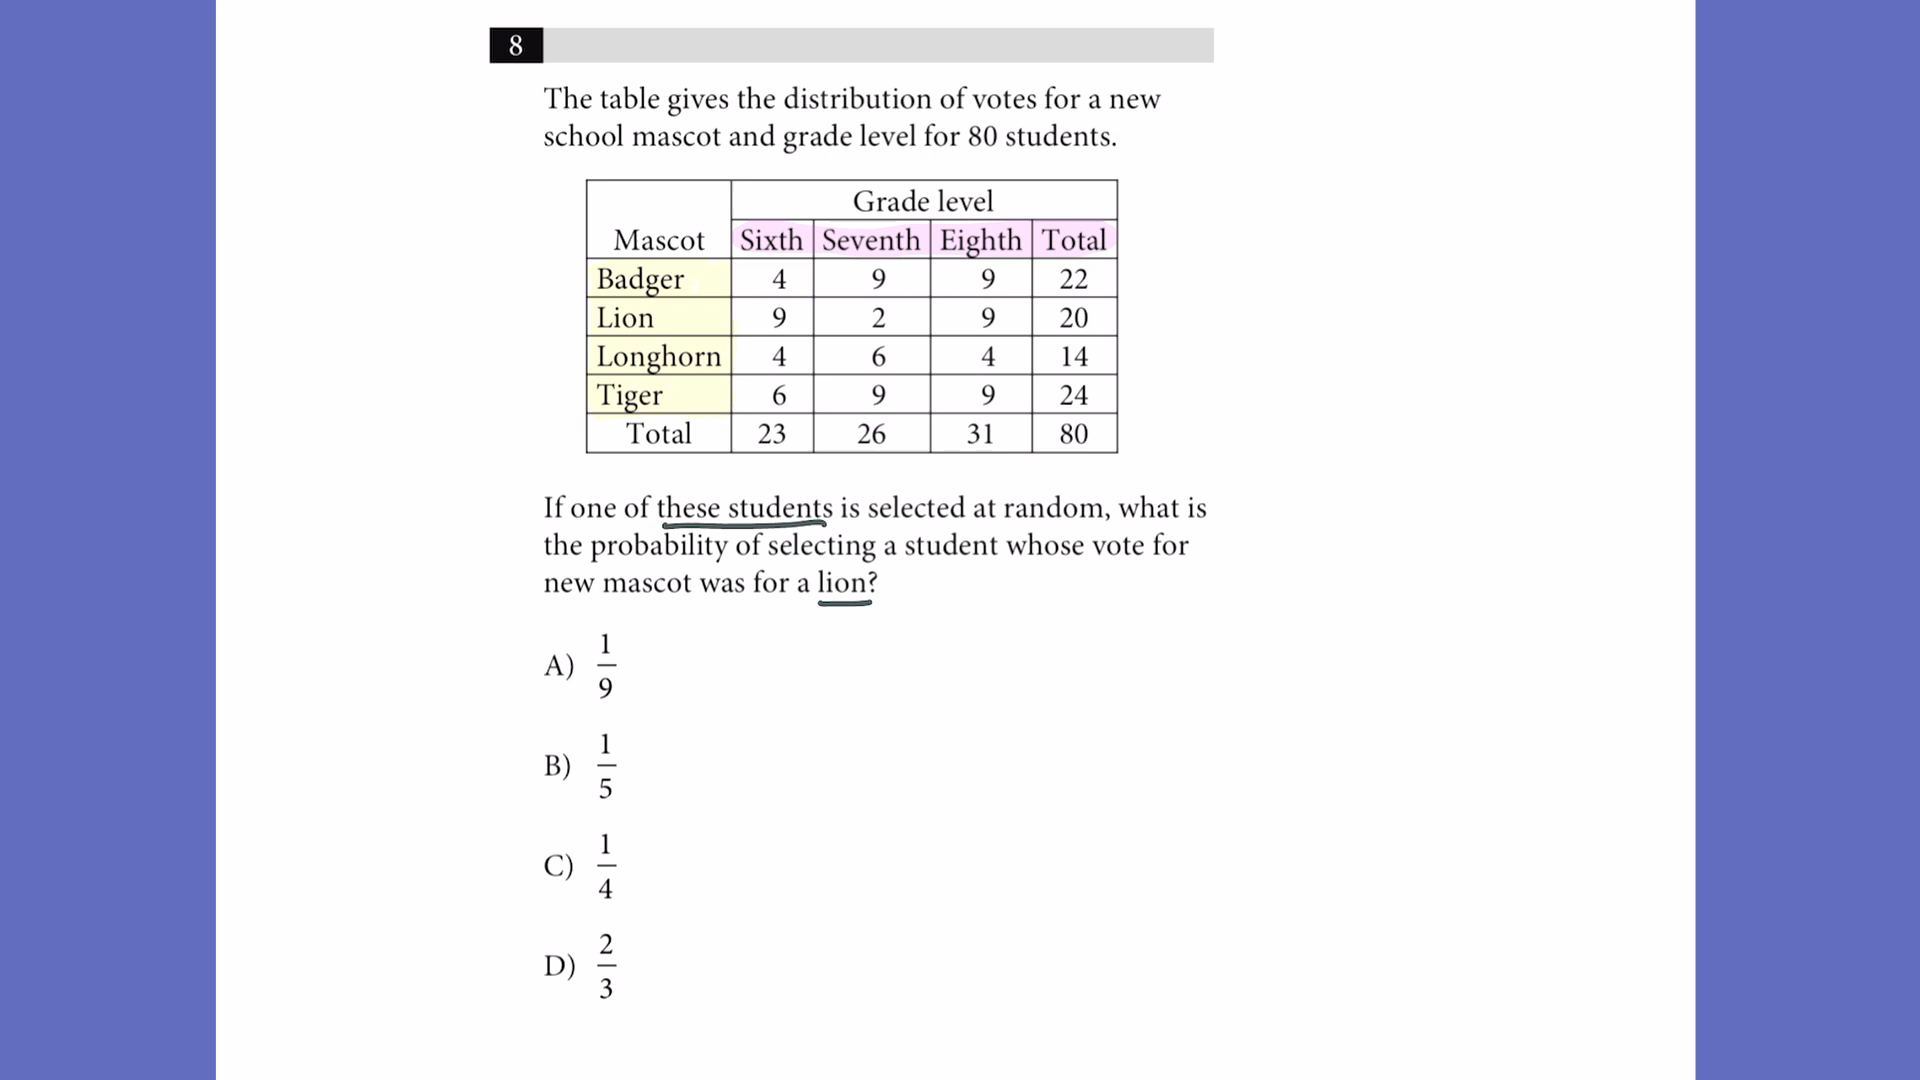 8
The table gives the distribution of votes for a new
school mascot and grade level for 80 students.
Grade level
Mascot Sixth Seventh Eighth Total
Badger 4 9 9 22
Lion 9 2 9 20
Longhorn 4 6 4 14
Tiger 6 9 9 24
Total 23 26 31 80
If one of these students is selected at random, what is
the probability of selecting a student whose vote for
new mascot was for a lion?
A) 1/9
B) 1/5
C) 1/4
D) 2/3